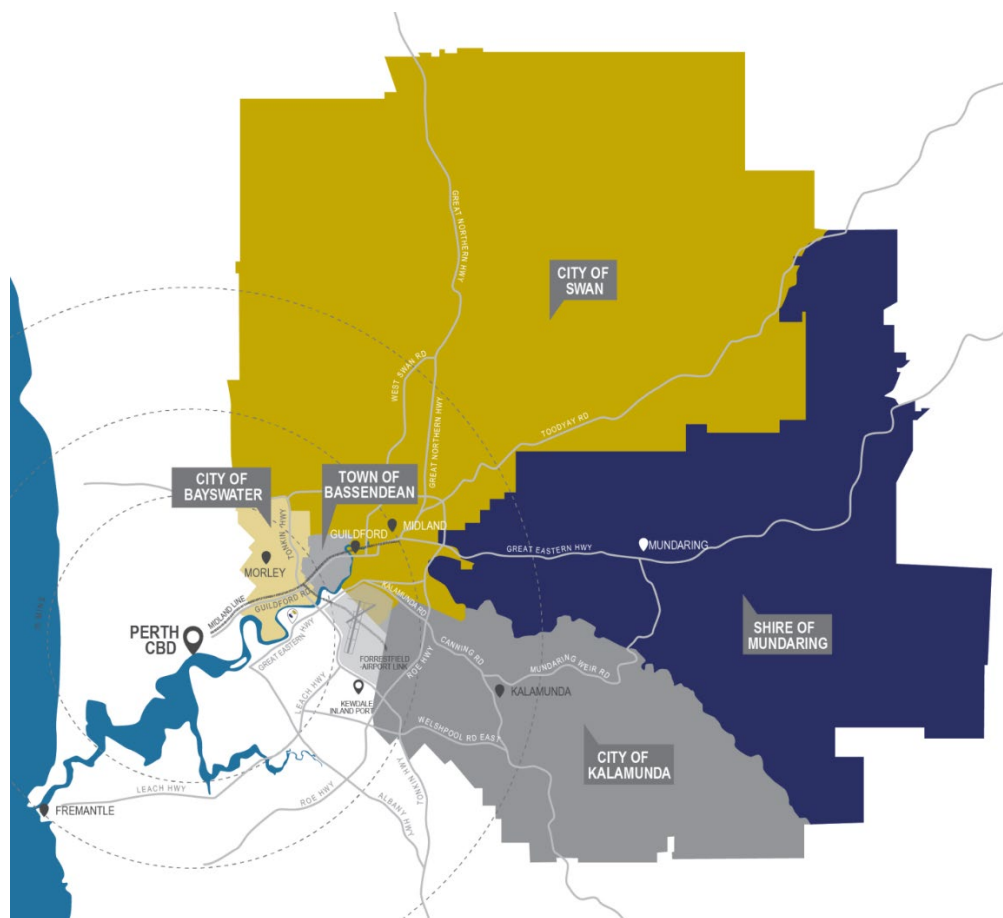 GREAT NORTHERN HWY
CITY OF
SWAN
WEST SWAN RD
GREAT NORTHERN HWY
TOODYAY RD
CITY OF
BAYSWATER
TOWN OF
BASSENDEAN
TONKIN HWY
GUILDFORD
MIDLAND
MORLEY
GREAT EASTERN HWY
MUNDARING
MIDLAND LINE
GUILDFORD RD
KALAMUNDA RD
PERTH
CBD
GREAT EASTERN HWY
SHIRE OF
MUNDARING
FORRESTFIELD
-AIRPORT LINK
ROE HWY
CANNING RD
MUNDARING WEIR RD
LEACH HWY
KEWDALE
INLAND PORT
KALAMUNDA
WELSHPOOL RD EAST
CITY OF
KALAMUNDA
LEACH HWY
FREMANTLE
ROE HWY
ALBANY HWY
TONKIN HWY